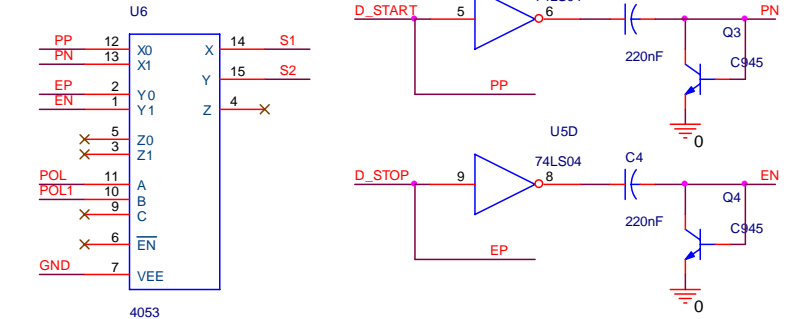 U6
PP 12 X0 X 14 S1
PN 13 X1
Y 15 S2
EP 2 Y0
EN 1 Y1 Z 4
5 Z0
3 Z1
POL 11 A
POL1 10 B
9 C
6 EN
GND 7 VEE
4053
D_START 5 6 PN
Q3
220nF C945
PP
0
U5D
74LS04 C4
D_STOP 9 8 EN
Q4
220nF C945
EP
0